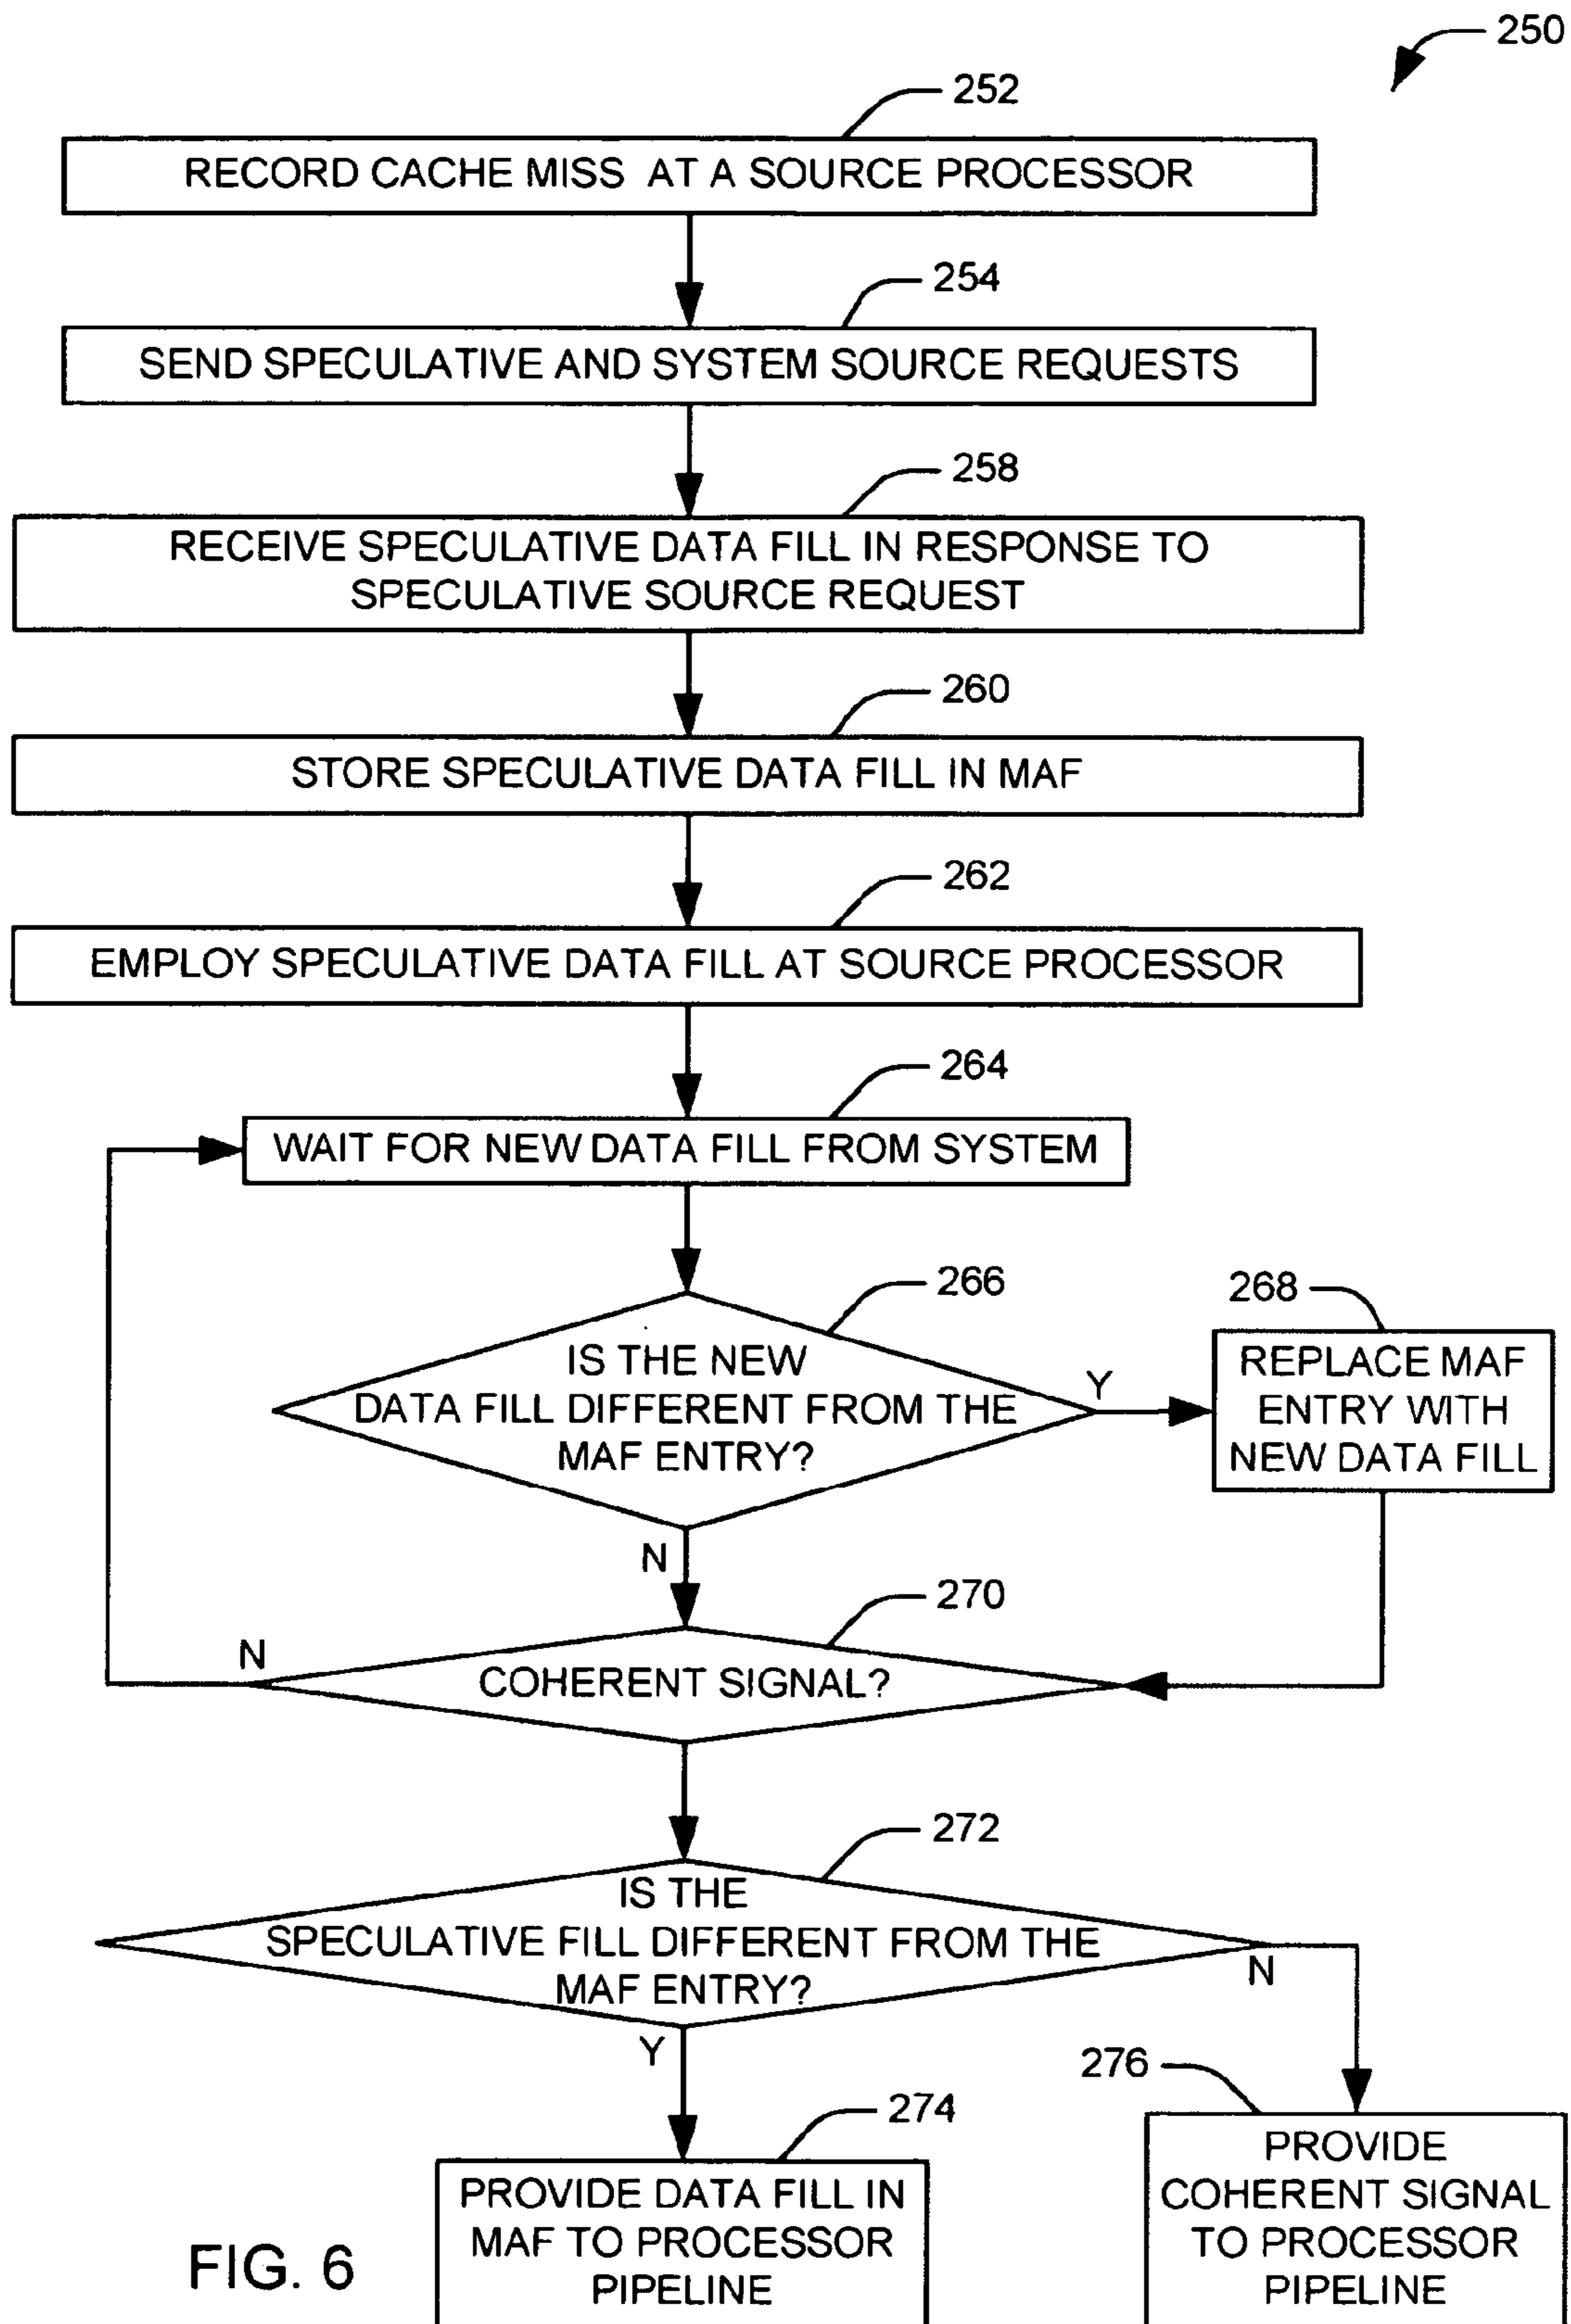 250
252
RECORD CACHE MISS AT A SOURCE PROCESSOR
254
SEND SPECULATIVE AND SYSTEM SOURCE REQUESTS
258
RECEIVE SPECULATIVE DATA FILL IN RESPONSE TO
SPECULATIVE SOURCE REQUEST
260
STORE SPECULATIVE DATA FILL IN MAF
262
EMPLOY SPECULATIVE DATA FILL AT SOURCE PROCESSOR
264
WAIT FOR NEW DATA FILL FROM SYSTEM
266
IS THE NEW
DATA FILL DIFFERENT FROM THE
MAF ENTRY?
Y
268
REPLACE MAF
ENTRY WITH
NEW DATA FILL
N
270
COHERENT SIGNAL?
N
272
IS THE
SPECULATIVE FILL DIFFERENT FROM THE
MAF ENTRY?
N
Y
274
PROVIDE DATA FILL IN
MAF TO PROCESSOR
PIPELINE
276
PROVIDE
COHERENT SIGNAL
TO PROCESSOR
PIPELINE
FIG. 6